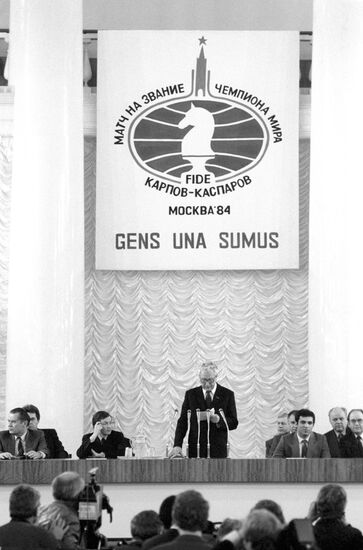 МАТЧ НА ЗВАНИЕ ЧЕМПИОНА МИРА
FIDE
КАРПОВ-КАСПАРОВ
МОСКВА'84
GENS UNA SUMUS